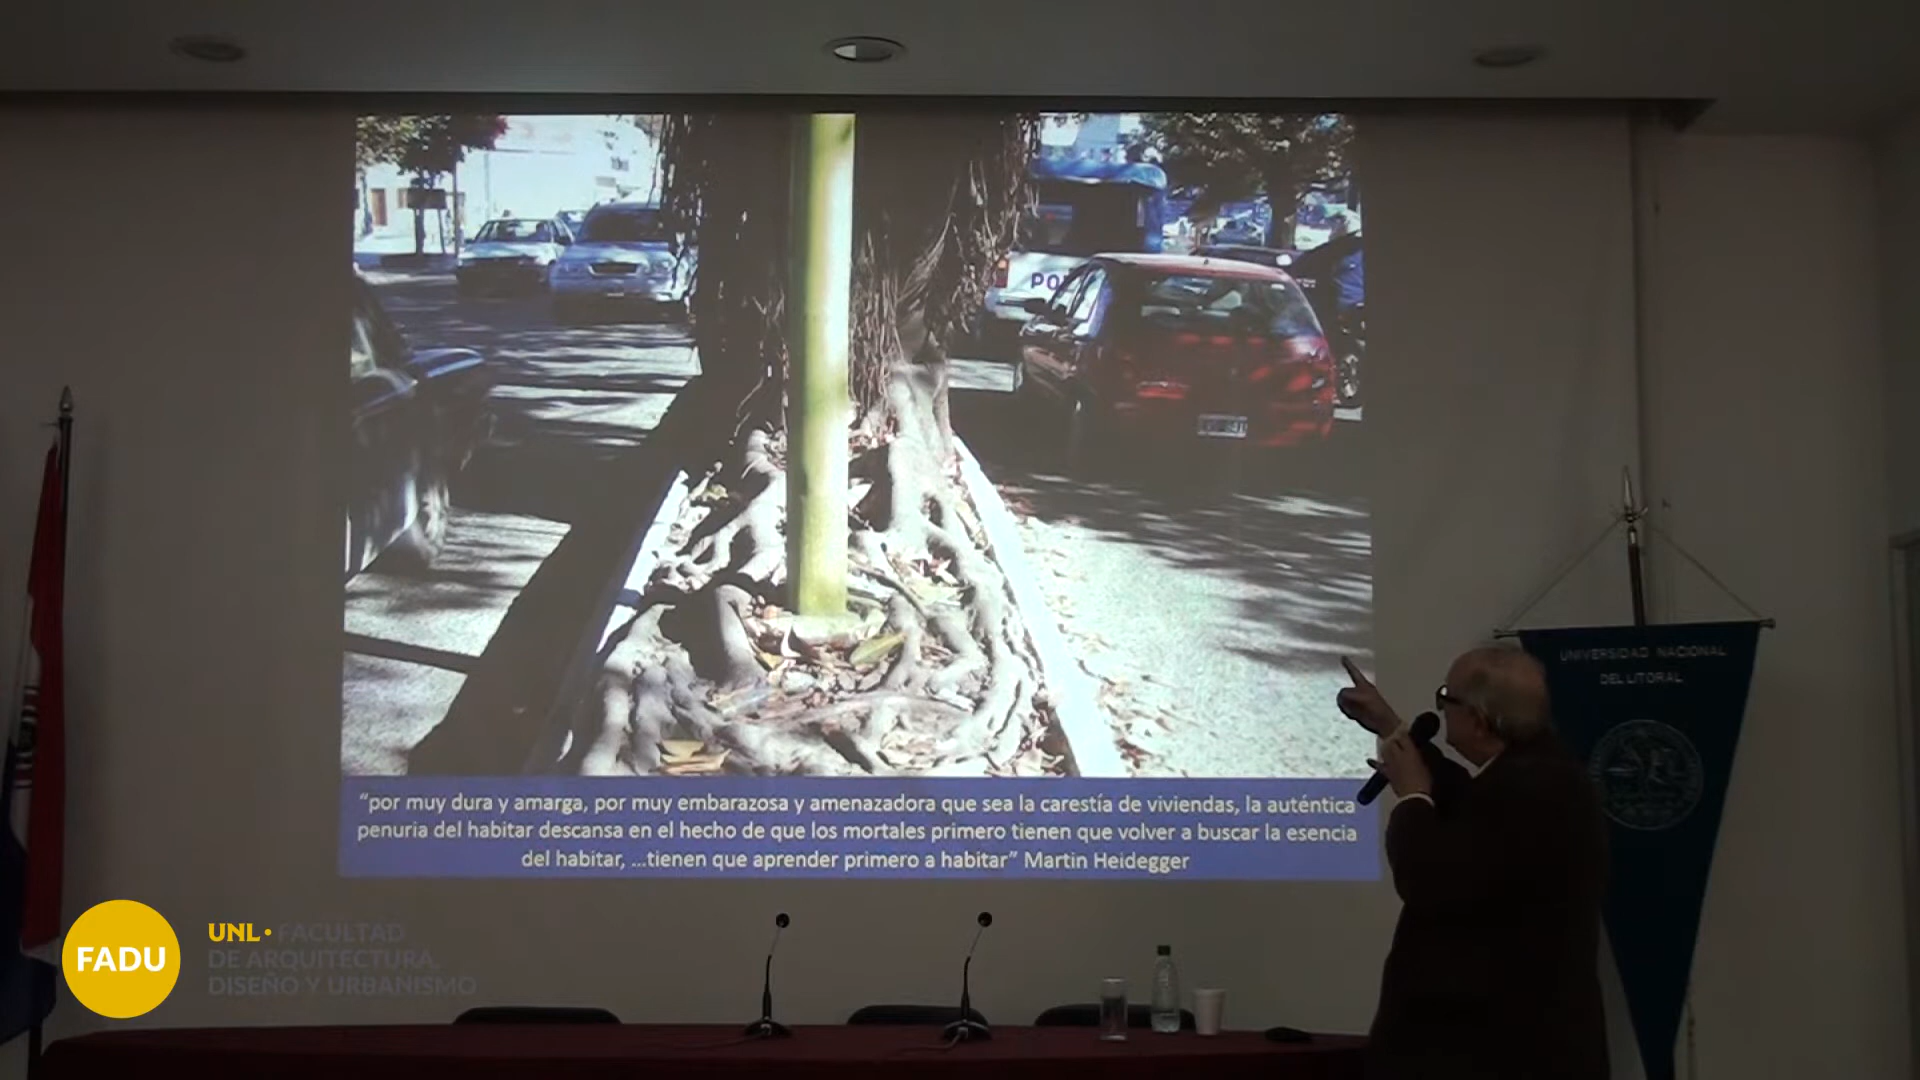 PO
“por muy dura y amarga, por muy embarazosa y amenazadora que sea la carestía de viviendas, la auténtica
penuria del habitar descansa en el hecho de que los mortales primero tienen que volver a buscar la esencia
del habitar, ...tienen que aprender primero a habitar” Martin Heidegger
UNIVERSIDAD NACIONAL
DEL LITORAL
FADU
UNL• FACULTAD
DE ARQUITECTURA,
DISEÑO Y URBANISMO